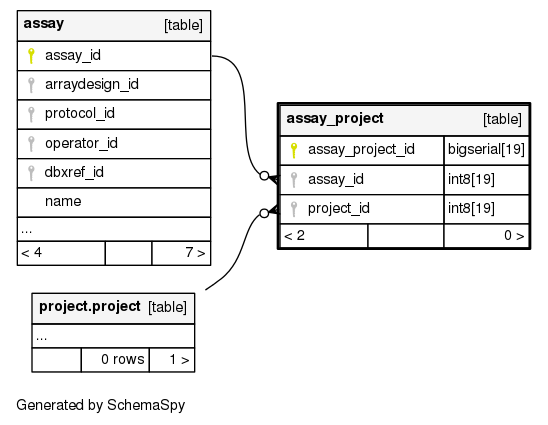 assay [table]
assay_id
arraydesign_id
protocol_id
operator_id
dbxref_id
name
...
< 4 7 >
assay_project [table]
assay_project_id bigserial[19]
assay_id int8[19]
project_id int8[19]
< 2 0 >
project.project [table]
...
0 rows 1 >
Generated by SchemaSpy